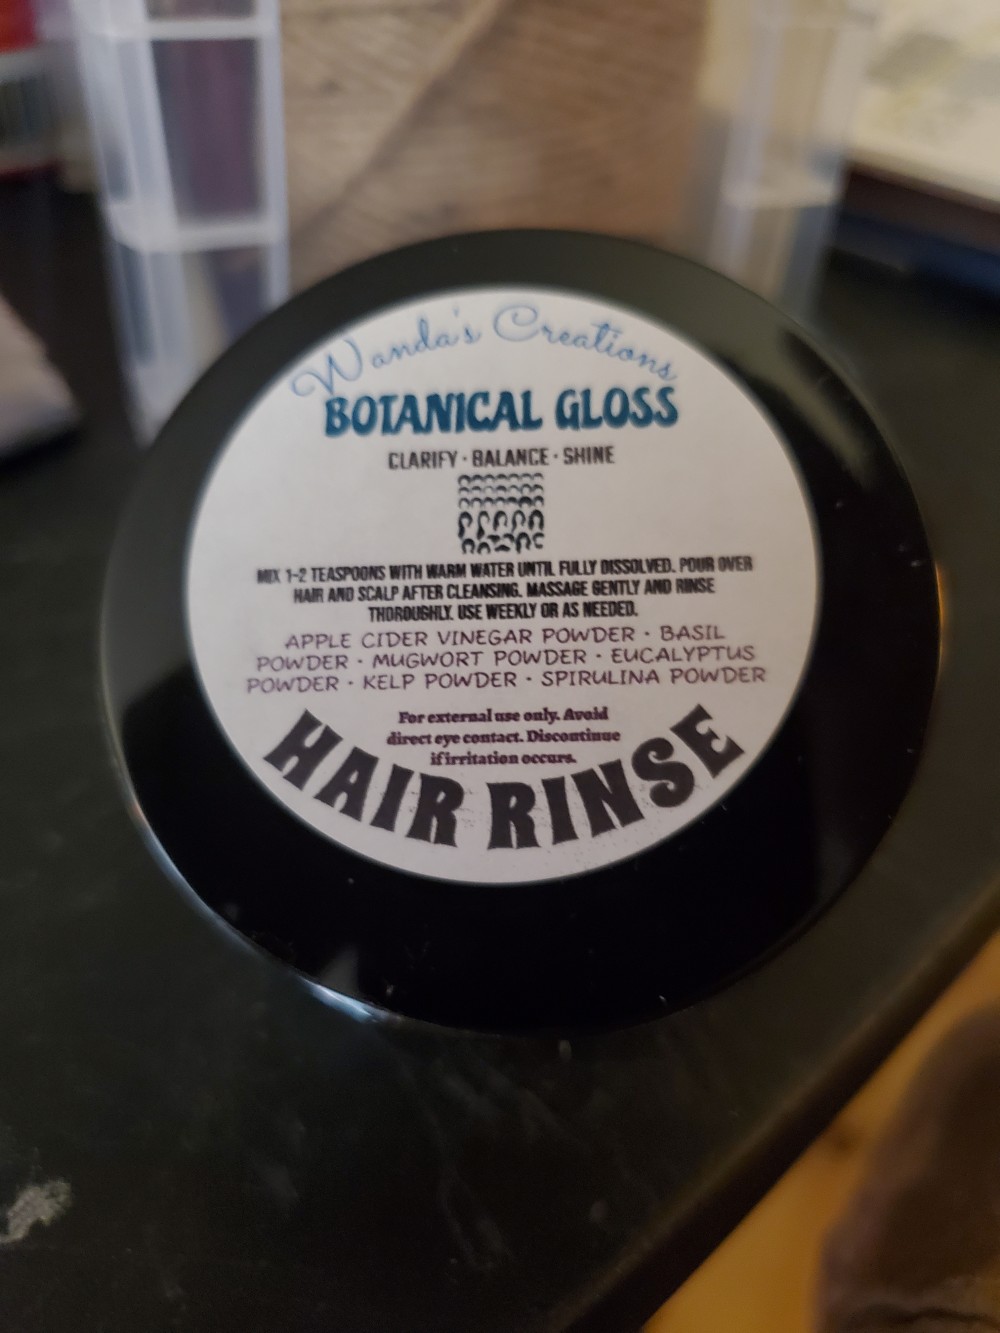 Wanda's Creations
BOTANICAL GLOSS
CLARIFY · BALANCE · SHINE
MIX 1-2 TEASPOONS WITH WARM WATER UNTIL FULLY DISSOLVED. POUR OVER
HAIR AND SCALP AFTER CLEANSING. MASSAGE GENTLY AND RINSE
THOROUGHLY. USE WEEKLY OR AS NEEDED.
APPLE CIDER VINEGAR POWDER · BASIL
POWDER · MUGWORT POWDER · EUCALYPTUS
POWDER · KELP POWDER · SPIRULINA POWDER
For external use only. Avoid
direct eye contact. Discontinue
if irritation occurs.
HAIR RINSE